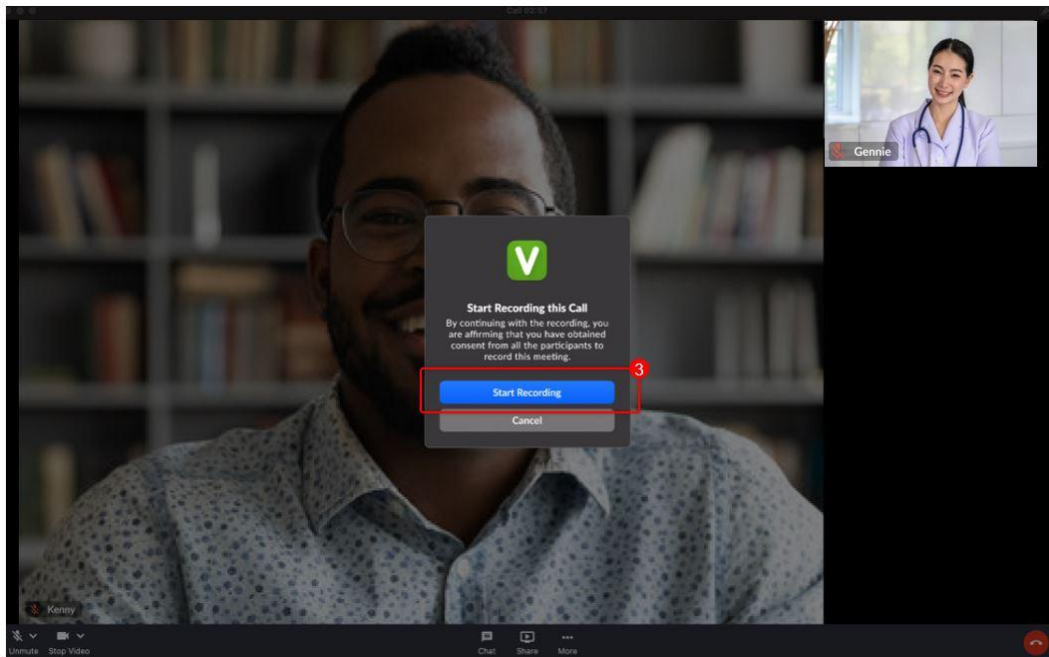 Call 02:57
Gennie
V
Start Recording this Call
By continuing with the recording, you
are affirming that you have obtained
consent from all the participants to
record this meeting.
3
Start Recording
Cancel
Kenny
Unmute Stop Video Chat Share More